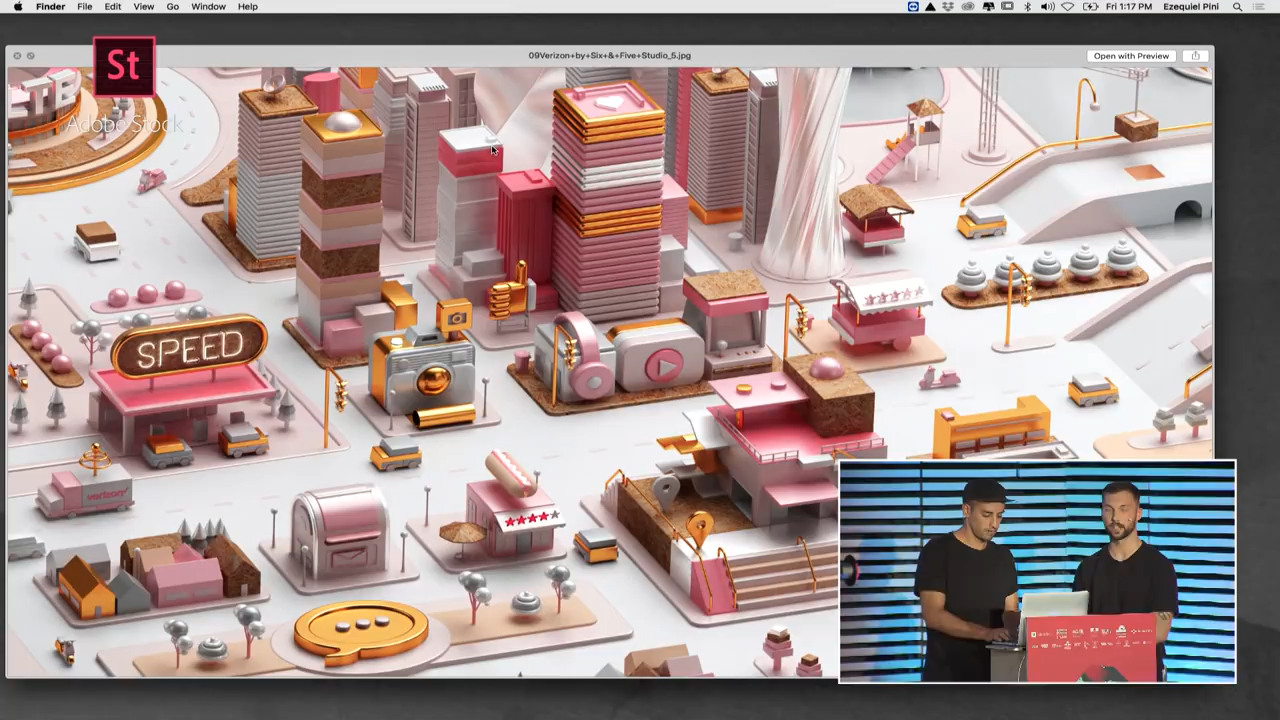 Finder File Edit View Go Window Help
Fri 1:17 PM Ezequiel Pini
09Verizon+by+Six+&+Five+Studio_5.jpg
Open with Preview
St
Adobe Stock
SPEED
verizon